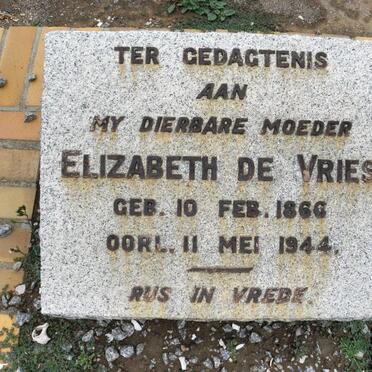 TER GEDAGTENIS
AAN
MY DIERBARE MOEDER
ELIZABETH DE VRIES
GEB. 10 FEB. 1866
OORL. 11 MEI 1944.
RUS IN VREDE.